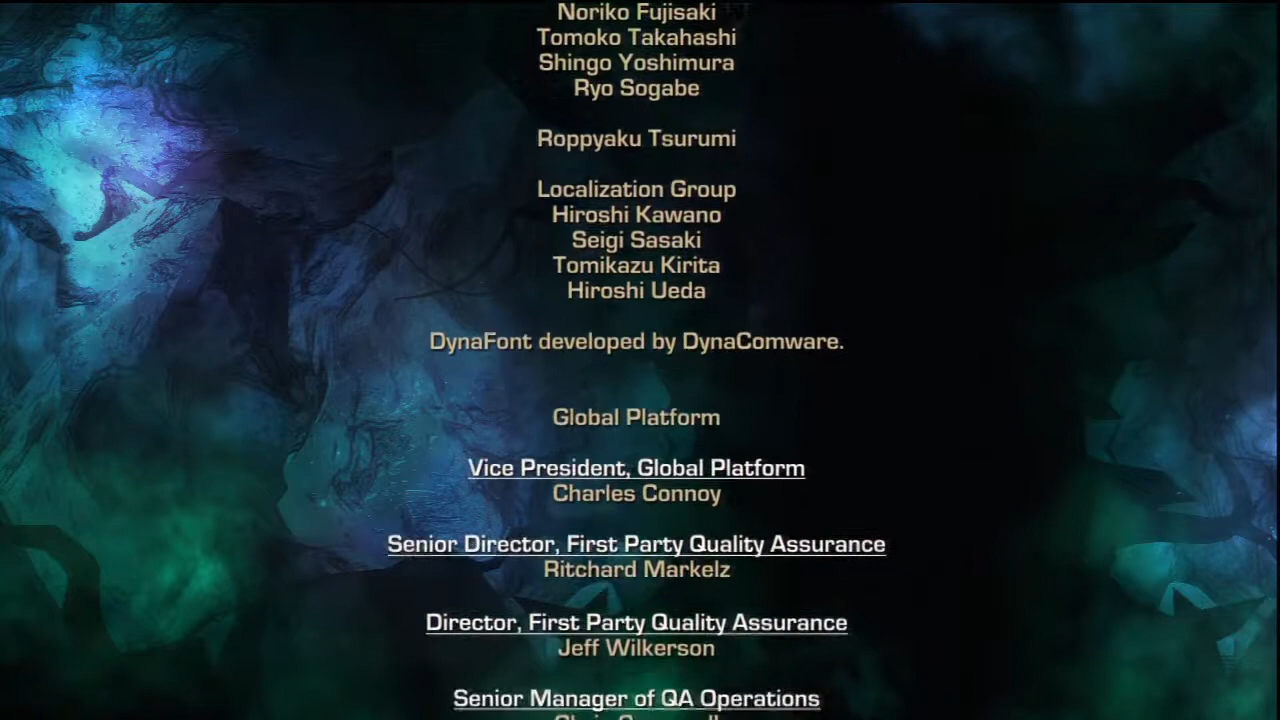 Noriko Fujisaki
Tomoko Takahashi
Shingo Yoshimura
Ryo Sogabe
Roppyaku Tsurumi
Localization Group
Hiroshi Kawano
Seigi Sasaki
Tomikazu Kirita
Hiroshi Ueda
DynaFont developed by DynaComware.
Global Platform
Vice President, Global Platform
Charles Connoy
Senior Director, First Party Quality Assurance
Ritchard Markelz
Director, First Party Quality Assurance
Jeff Wilkerson
Senior Manager of QA Operations